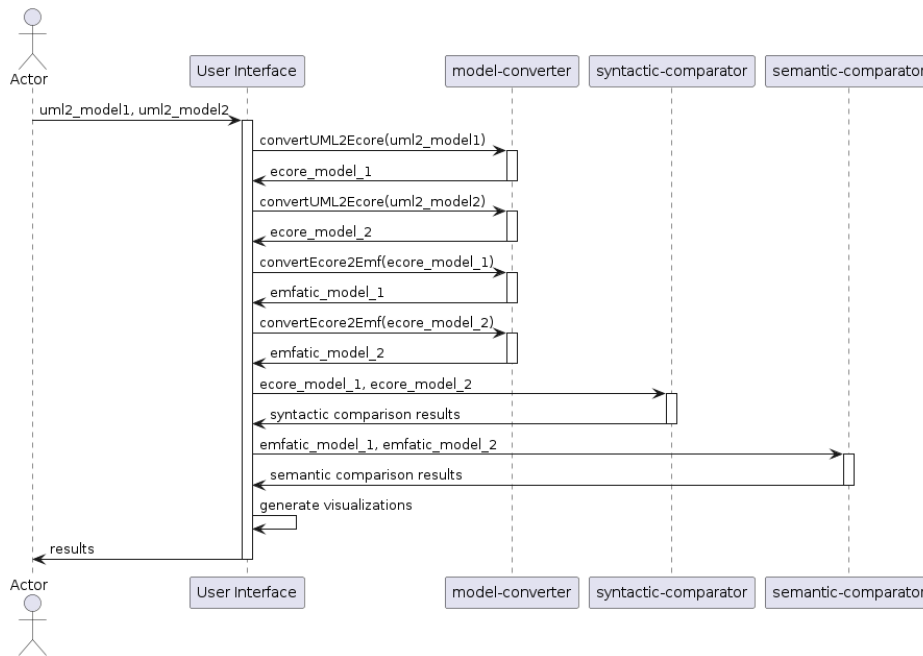 Actor
User Interface
model-converter
syntactic-comparator
semantic-comparator
uml2_model1, uml2_model2
convertUML2Ecore(uml2_model1)
ecore_model_1
convertUML2Ecore(uml2_model2)
ecore_model_2
convertEcore2Emf(ecore_model_1)
emfatic_model_1
convertEcore2Emf(ecore_model_2)
emfatic_model_2
ecore_model_1, ecore_model_2
syntactic comparison results
emfatic_model_1, emfatic_model_2
semantic comparison results
generate visualizations
results
Actor
User Interface
model-converter
syntactic-comparator
semantic-comparator